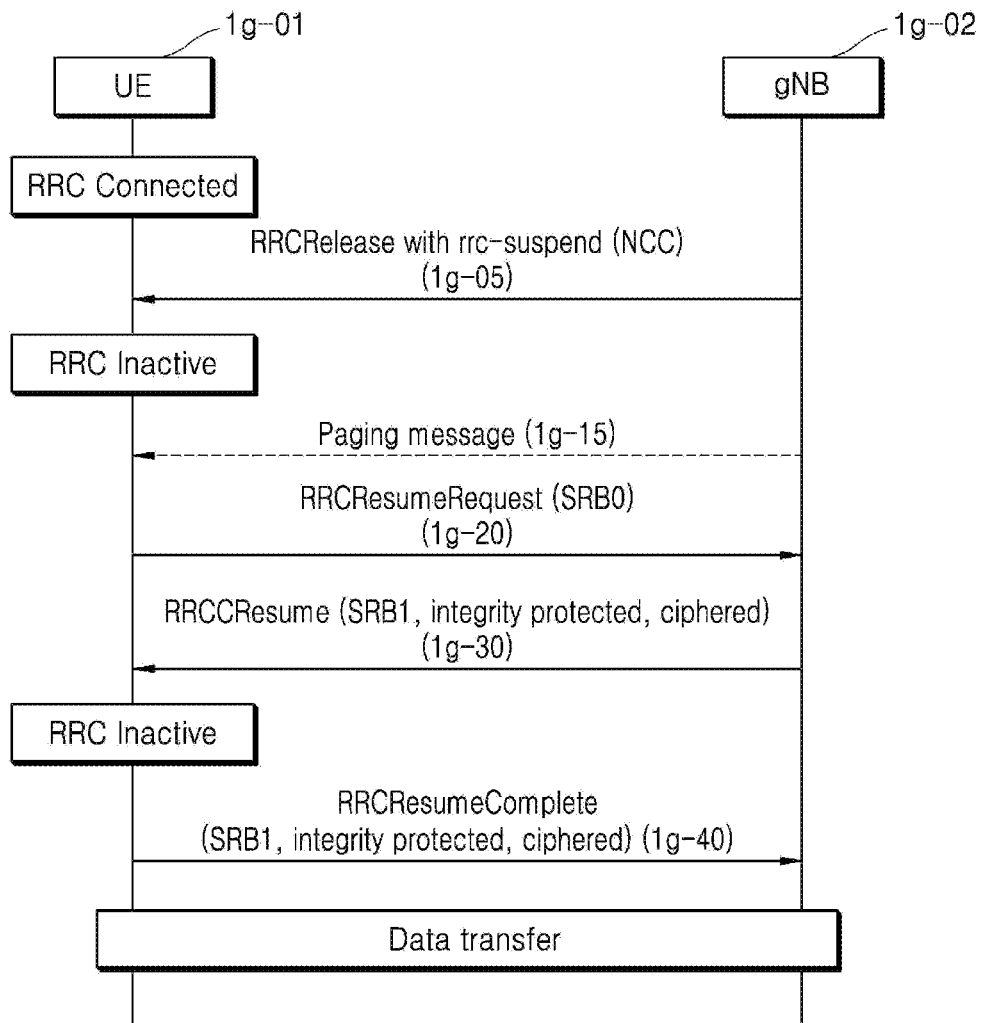 1g-01
1g-02
UE
gNB
RRC Connected
RRCRelease with rrc-suspend (NCC)
(1g-05)
RRC Inactive
Paging message (1g-15)
RRCResumeRequest (SRB0)
(1g-20)
RRCCResume (SRB1, integrity protected, ciphered)
(1g-30)
RRC Inactive
RRCResumeComplete
(SRB1, integrity protected, ciphered) (1g-40)
Data transfer